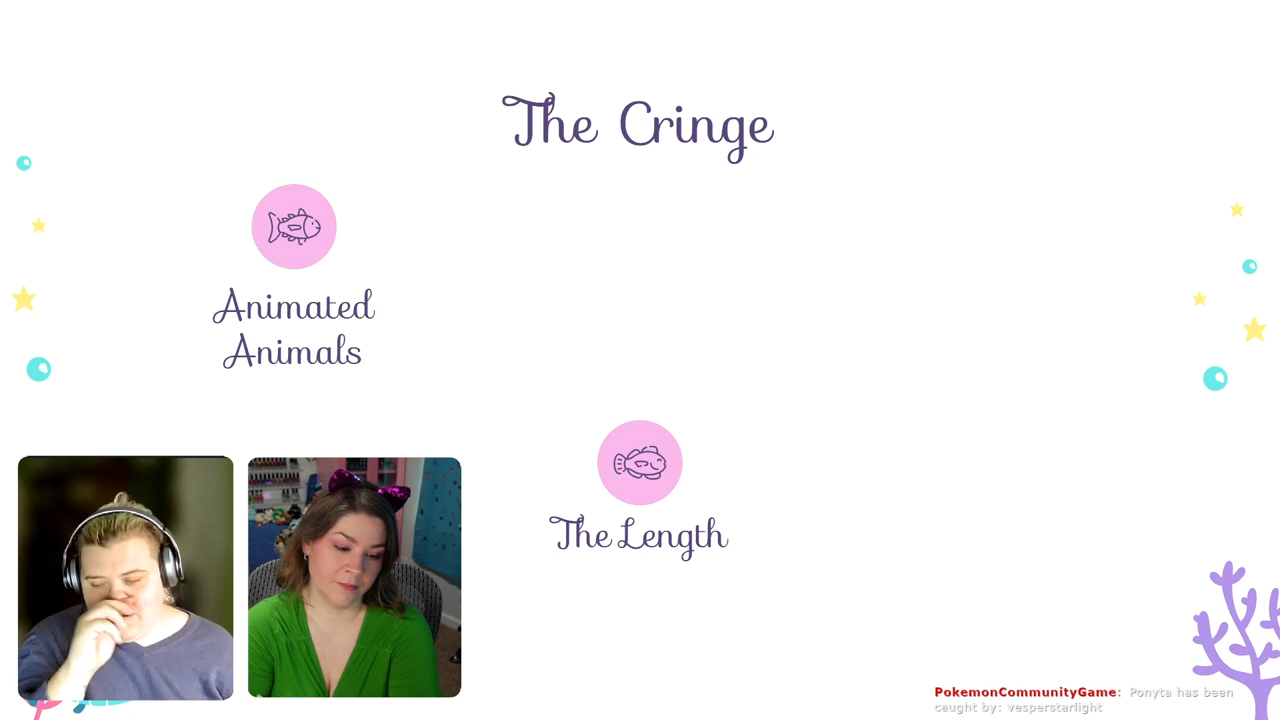 The Cringe
Animated
Animals
The Length
PokemonCommunityGame: Ponyta has been
caught by: vesperstarlight